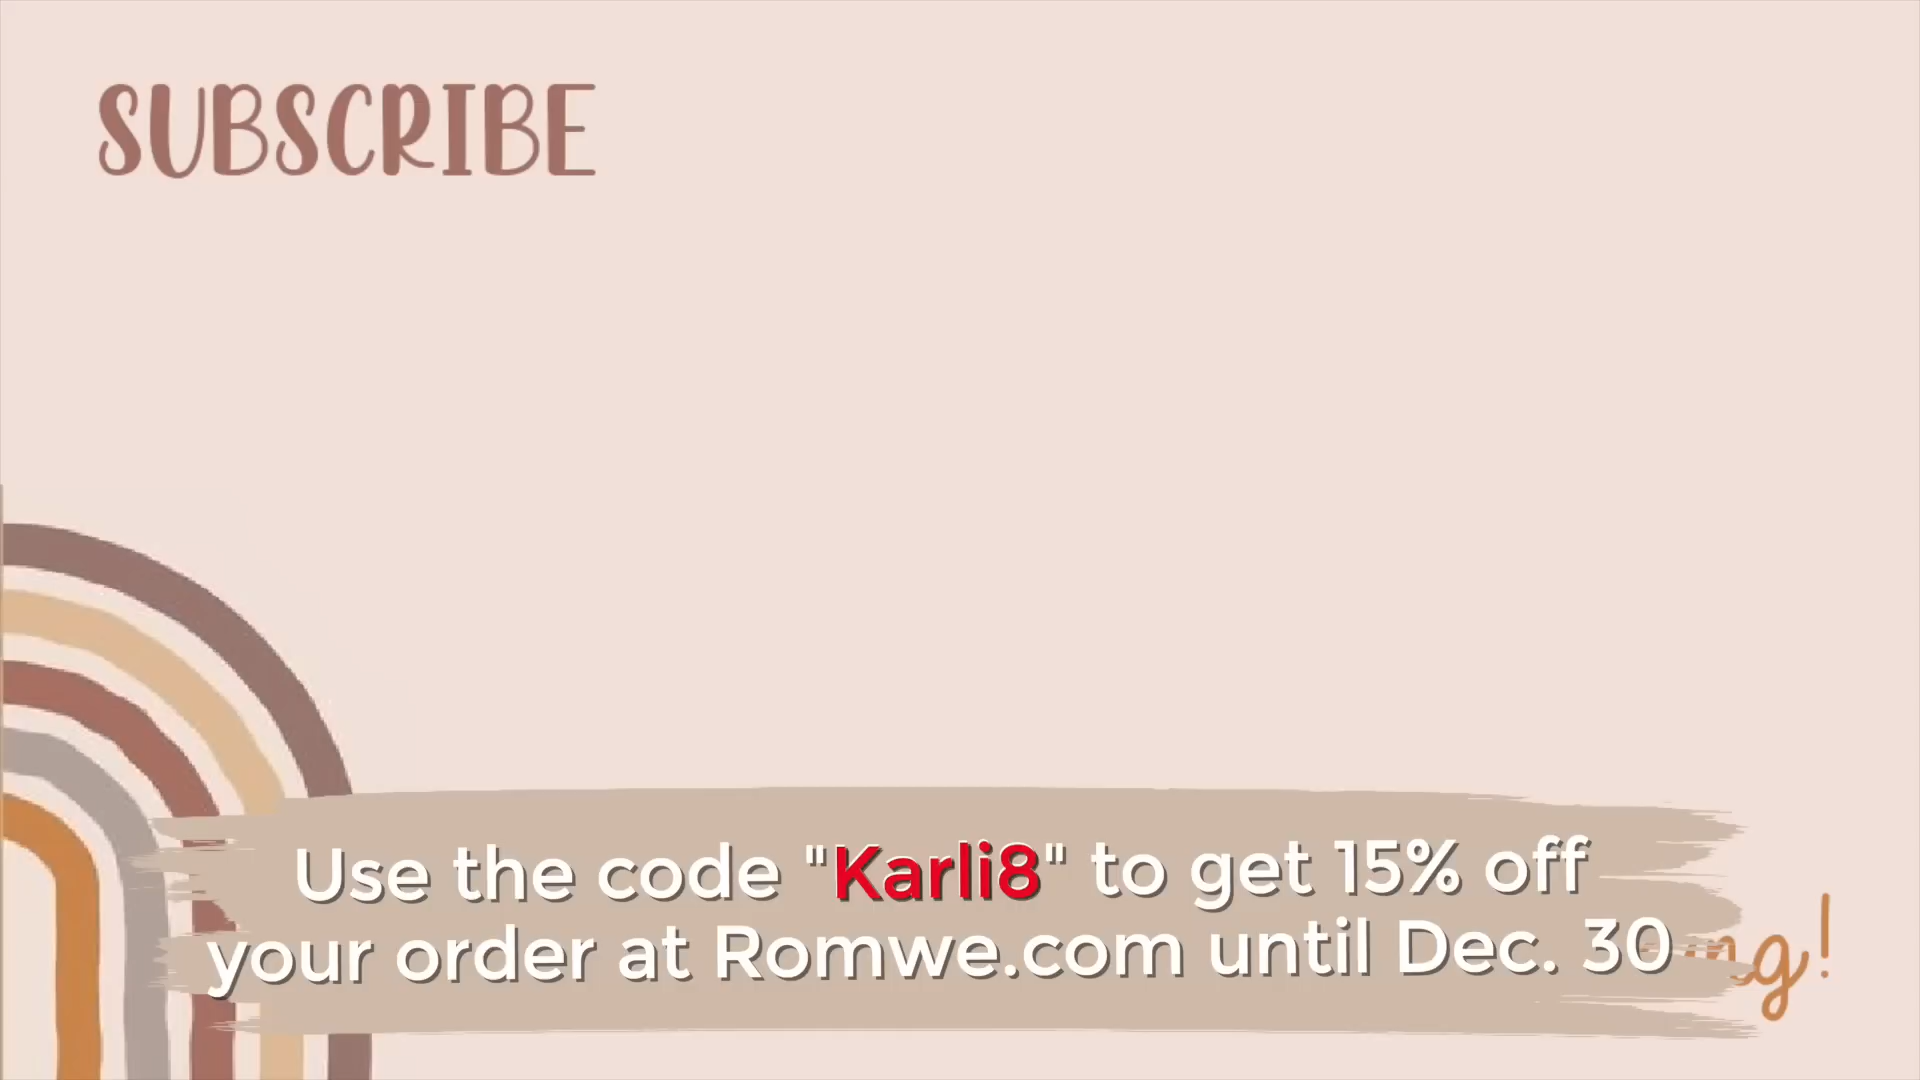 SUBSCRIBE
Use the code "Karli8" to get 15% off
your order at Romwe.com until Dec. 30